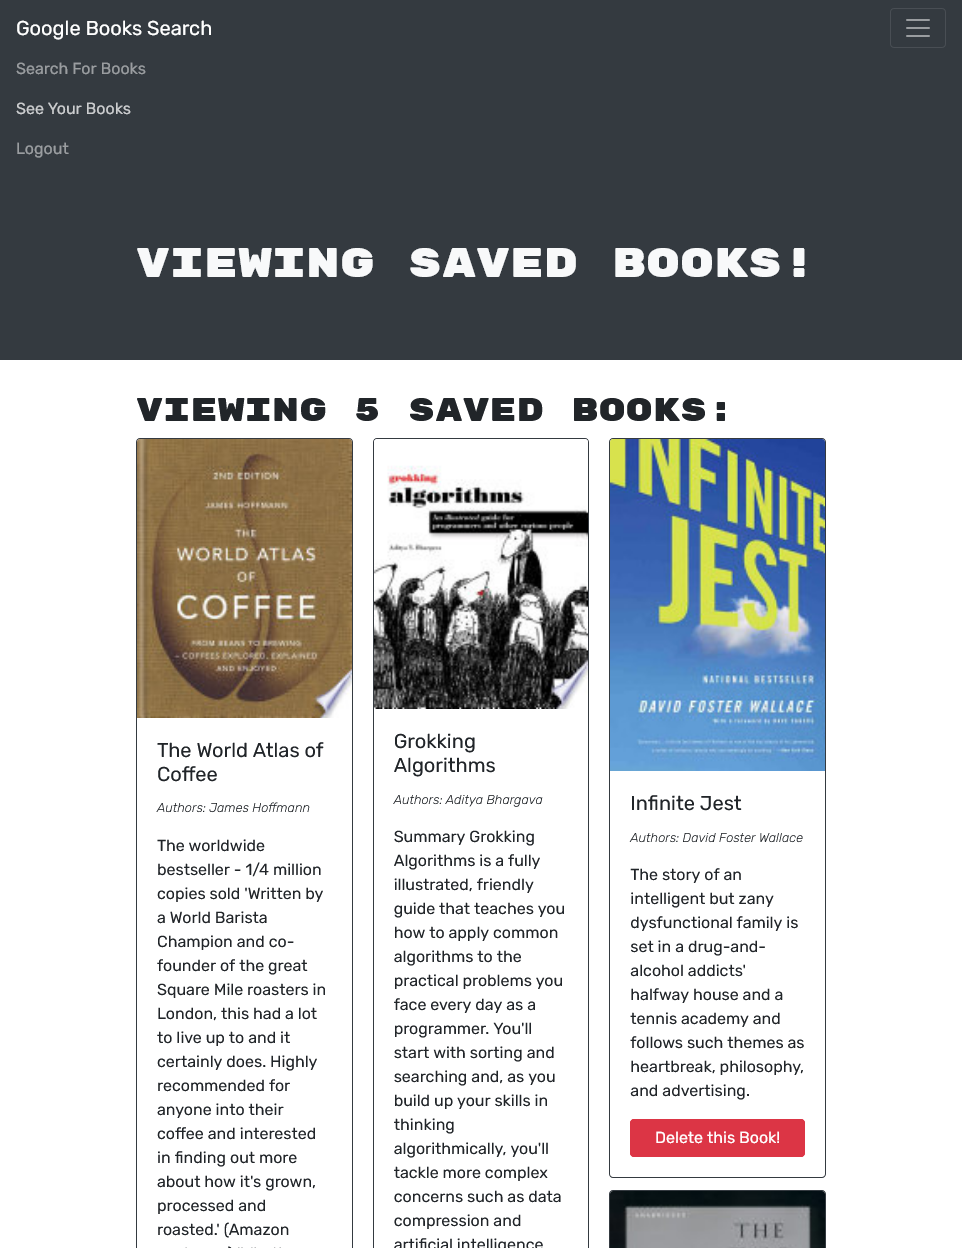 Google Books Search
Search For Books
See Your Books
Logout
VIEWING SAVED BOOKS!
VIEWING 5 SAVED BOOKS:
2ND EDITION
JAMES HOFFMANN
THE
WORLD ATLAS
OF
COFFEE
FROM BEANS TO BREWING
- COFFEES EXPLORED, EXPLAINED
AND ENJOYED
The World Atlas of
Coffee
Authors: James Hoffmann
The worldwide
bestseller - 1/4 million
copies sold 'Written by
a World Barista
Champion and co-
founder of the great
Square Mile roasters in
London, this had a lot
to live up to and it
certainly does. Highly
recommended for
anyone into their
coffee and interested
in finding out more
about how it's grown,
processed and
roasted.' (Amazon
grokking
algorithms
An illustrated guide for
programmers and other curious people
Aditya Y. Bhargava
Grokking
Algorithms
Authors: Aditya Bhargava
Summary Grokking
Algorithms is a fully
illustrated, friendly
guide that teaches you
how to apply common
algorithms to the
practical problems you
face every day as a
programmer. You'll
start with sorting and
searching and, as you
build up your skills in
thinking
algorithmically, you'll
tackle more complex
concerns such as data
compression and
artificial intelligence.
INFINITE
JEST
NATIONAL BESTSELLER
DAVID FOSTER WALLACE
With a foreword by DAVE EGGERS
Infinite Jest
Authors: David Foster Wallace
The story of an
intelligent but zany
dysfunctional family is
set in a drug-and-
alcohol addicts'
halfway house and a
tennis academy and
follows such themes as
heartbreak, philosophy,
and advertising.
Delete this Book!
UNABRIDGED
THE